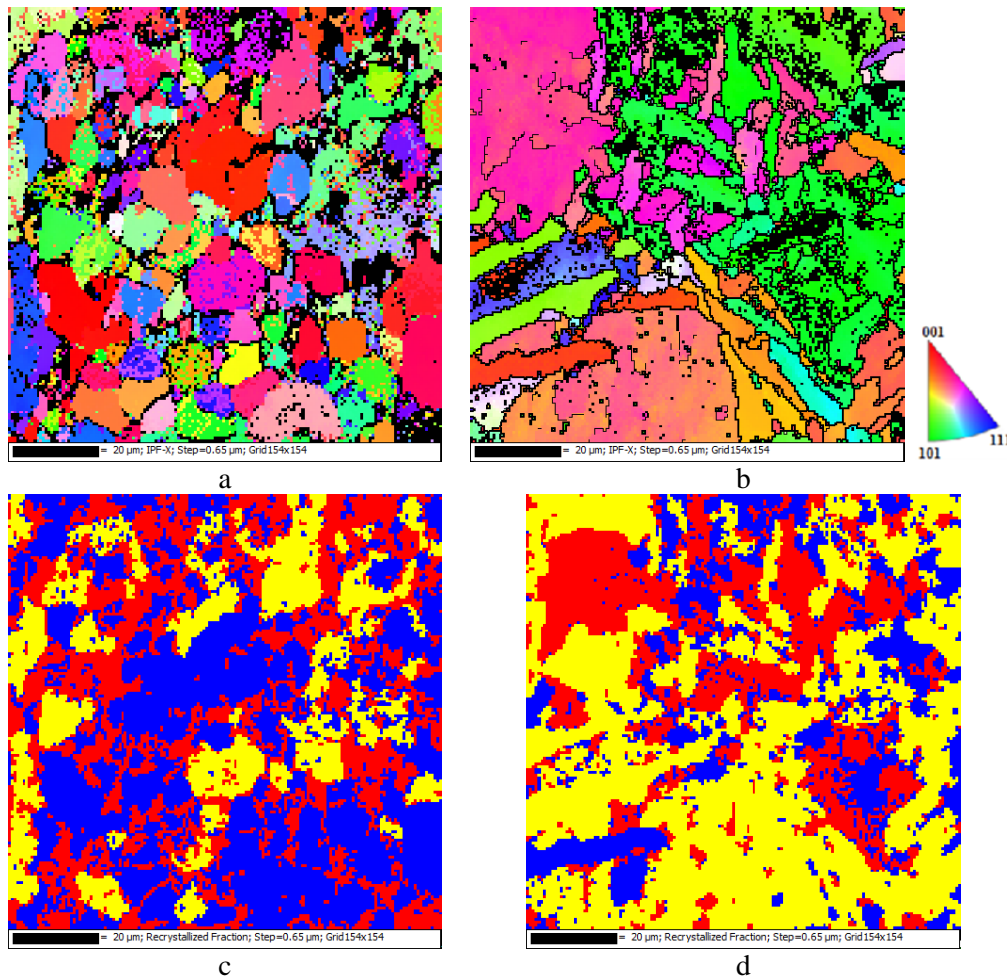 = 20 µm; IPF-X; Step=0.65 µm; Grid154x154
= 20 µm; IPF-X; Step=0.65 µm; Grid154x154
001
101
111
a
b
= 20 µm; Recrystallized Fraction; Step=0.65 µm; Grid154x154
= 20 µm; Recrystallized Fraction; Step=0.65 µm; Grid154x154
c
d